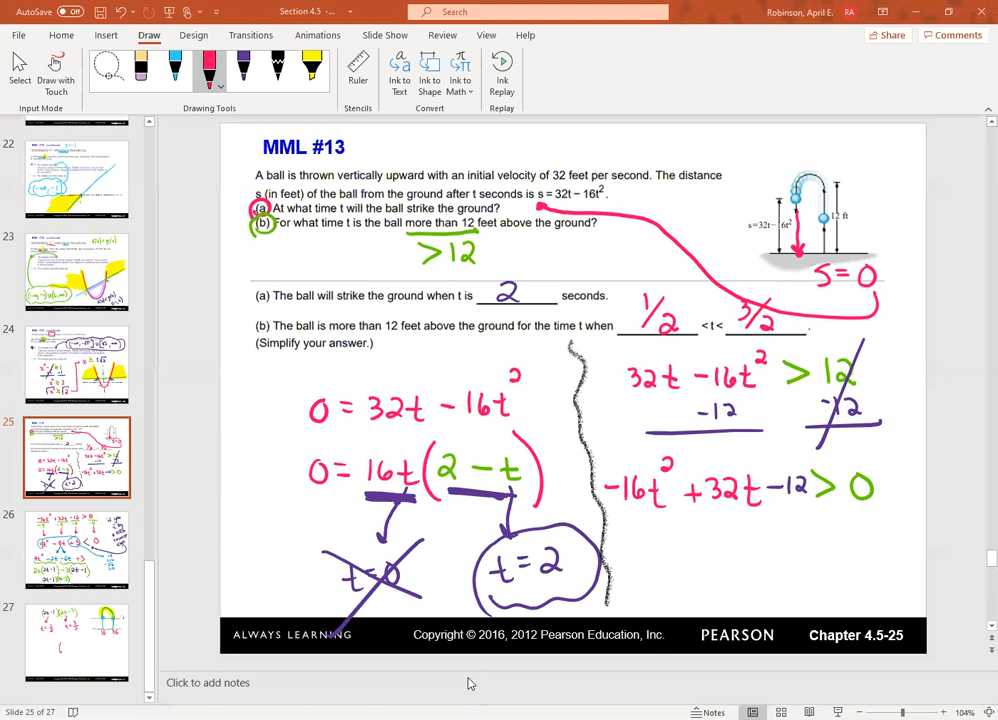 AutoSave Off
Section 4.5 -...
Search
Robinson, April E.
RA
File Home Insert Draw Design Transitions Animations Slide Show Review View Help
Share Comments
Select
Draw with Touch
Ruler
Ink to Text
Ink to Shape
Ink to Math
Ink Replay
Input Mode Drawing Tools Stencils Convert Replay
22
23
24
25
26
27
MML #13
A ball is thrown vertically upward with an initial velocity of 32 feet per second. The distance
s (in feet) of the ball from the ground after t seconds is s = 32t − 16t².
(a) At what time t will the ball strike the ground?
(b) For what time t is the ball more than 12 feet above the ground?
> 12
s=32t−16t²
12 ft
s = 0
(a) The ball will strike the ground when t is 2 seconds.
(b) The ball is more than 12 feet above the ground for the time t when 1/2 < t < 3/2
(Simplify your answer.)
0 = 32t − 16t²
0 = 16t(2 − t)
t = 0
t = 2
32t − 16t² > 12
−12 −12
−16t² + 32t − 12 > 0
ALWAYS LEARNING
Copyright © 2016, 2012 Pearson Education, Inc.
PEARSON
Chapter 4.5-25
Click to add notes
Slide 25 of 27
Notes
104%